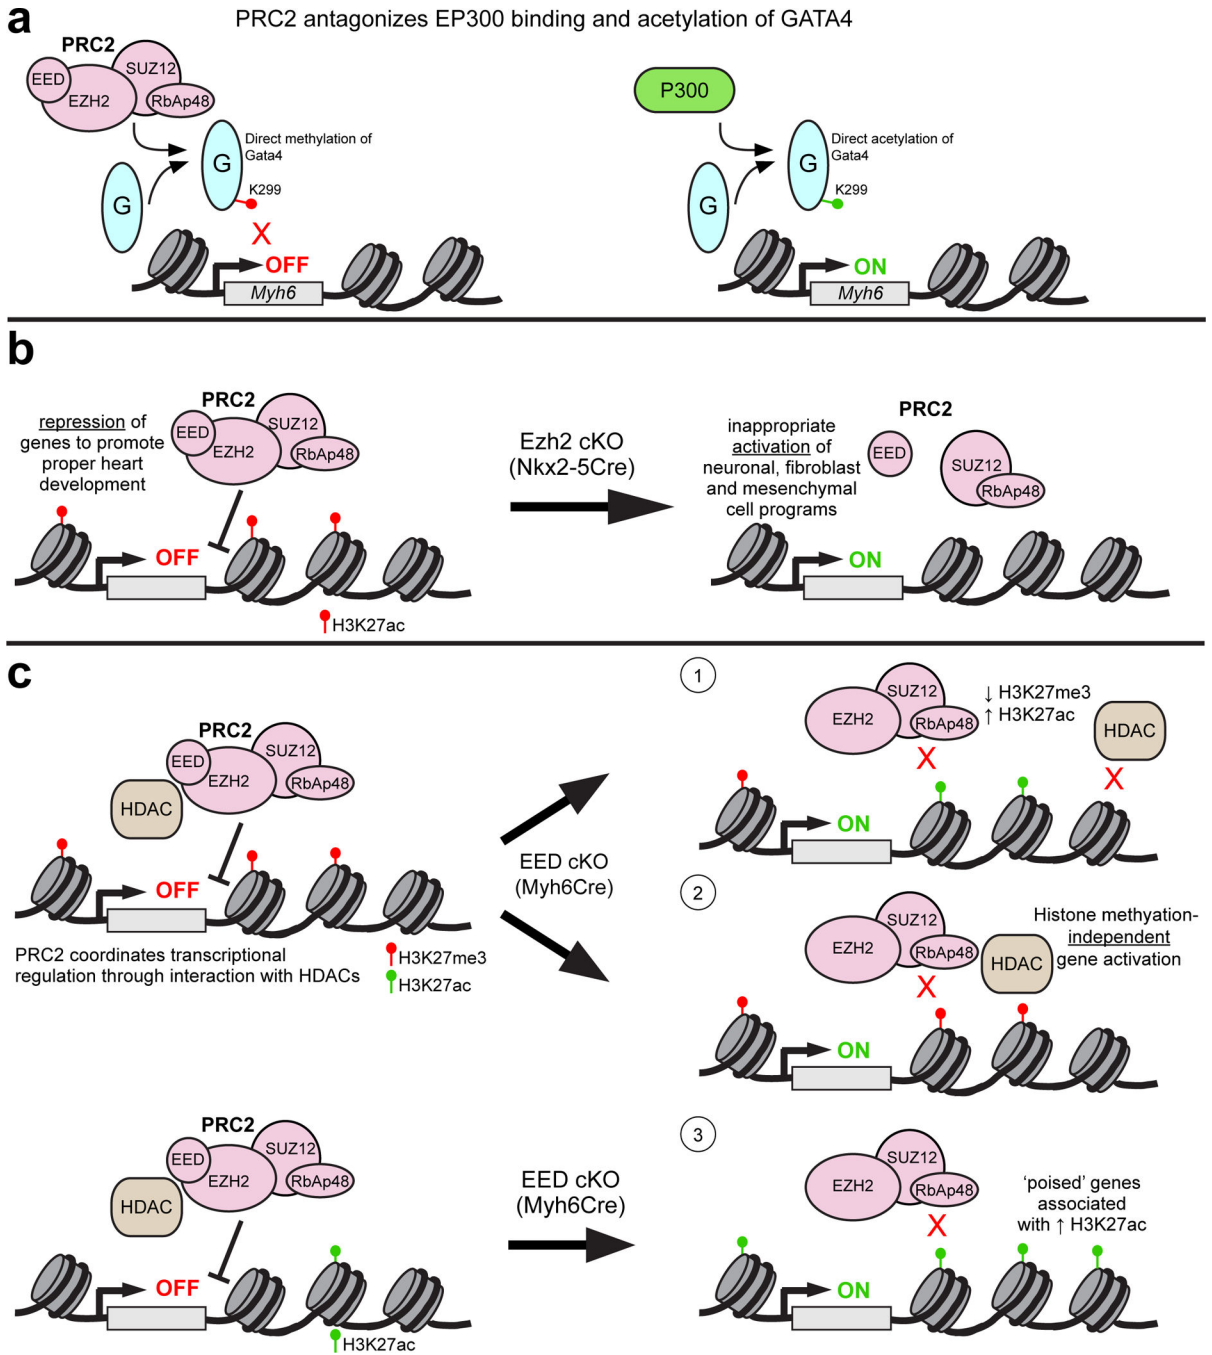 a
PRC2 antagonizes EP300 binding and acetylation of GATA4
PRC2
EED
SUZ12
EZH2
RbAp48
G
G
Direct methylation of
Gata4
K299
X
OFF
Myh6
P300
G
G
Direct acetylation of
Gata4
K299
ON
Myh6
b
repression of
genes to promote
proper heart
development
PRC2
EED
SUZ12
EZH2
RbAp48
OFF
H3K27ac
Ezh2 cKO
(Nkx2-5Cre)
inappropriate
activation of
neuronal, fibroblast
and mesenchymal
cell programs
PRC2
EED
SUZ12
RbAp48
ON
c
PRC2
EED
SUZ12
EZH2
RbAp48
HDAC
OFF
PRC2 coordinates transcriptional
regulation through interaction with HDACs
H3K27me3
H3K27ac
EED cKO
(Myh6Cre)
1
SUZ12
EZH2
RbAp48
↓ H3K27me3
↑ H3K27ac
HDAC
X
X
ON
2
SUZ12
EZH2
RbAp48
HDAC
Histone methyation-
independent
gene activation
X
ON
PRC2
EED
SUZ12
EZH2
RbAp48
HDAC
OFF
H3K27ac
EED cKO
(Myh6Cre)
3
SUZ12
EZH2
RbAp48
'poised' genes
associated
with ↑ H3K27ac
X
ON